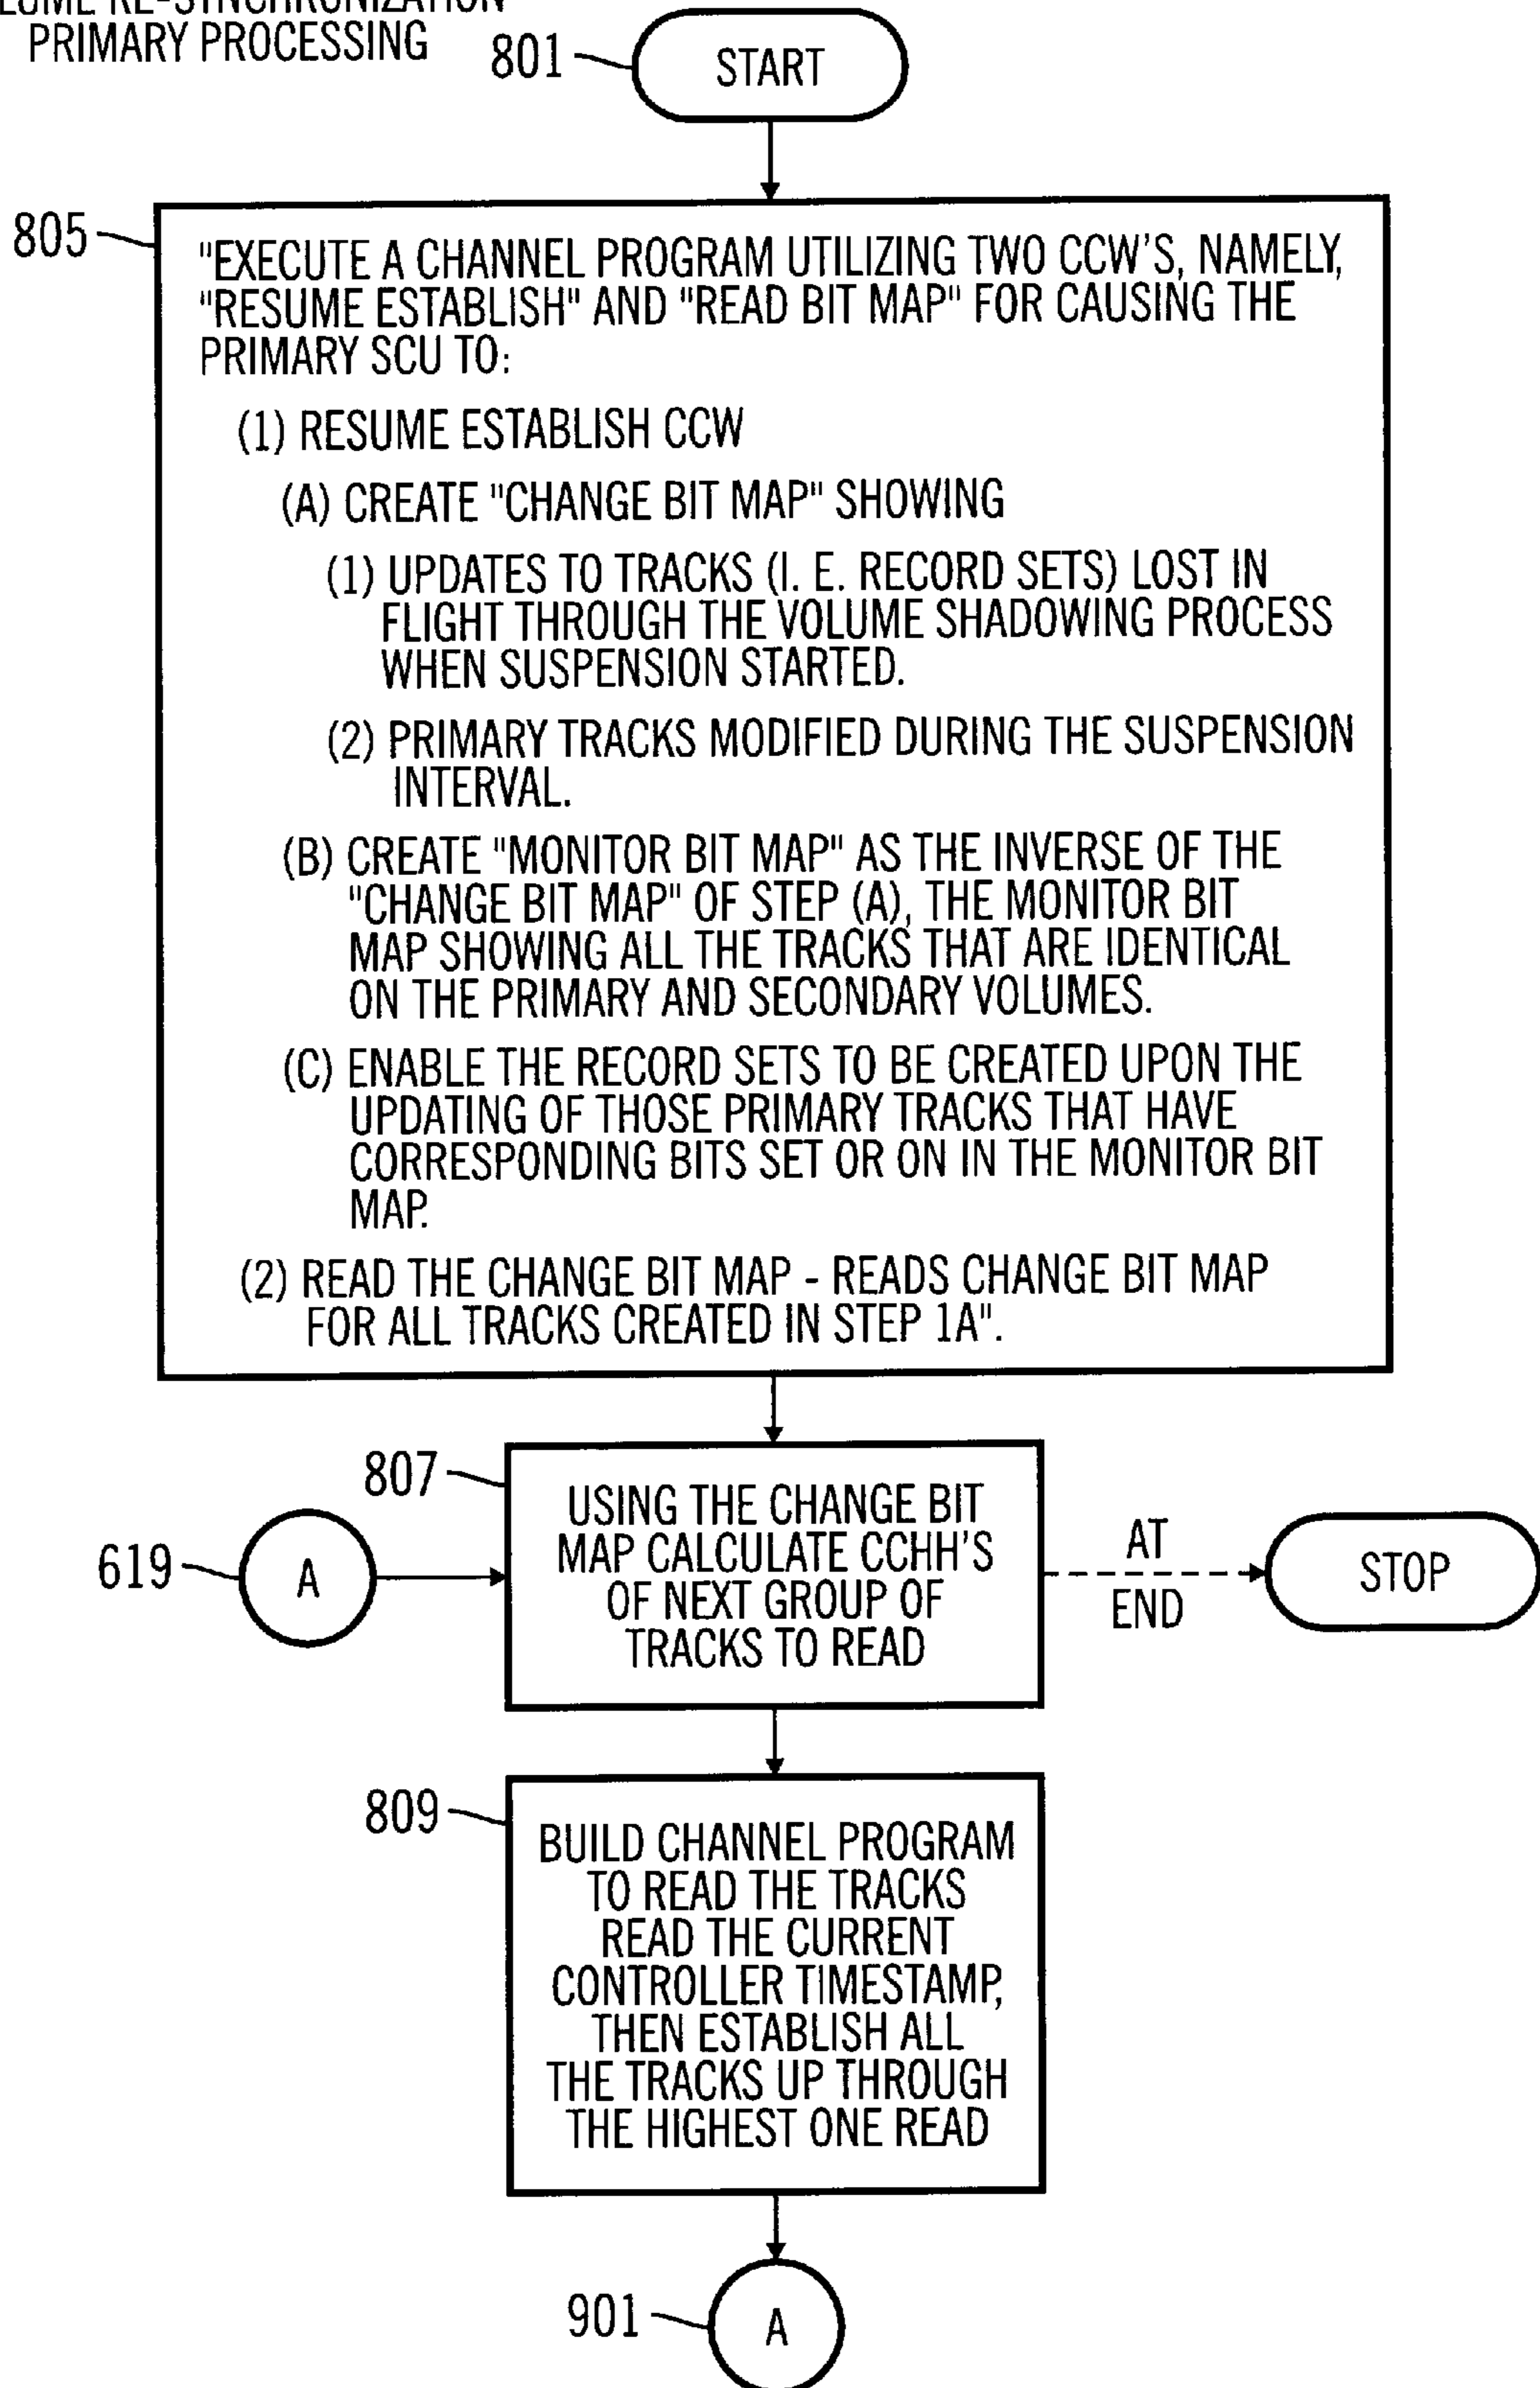 RE-SYNCHRONIZATION
PRIMARY PROCESSING
801
START
805
"EXECUTE A CHANNEL PROGRAM UTILIZING TWO CCW'S, NAMELY,
"RESUME ESTABLISH" AND "READ BIT MAP" FOR CAUSING THE
PRIMARY SCU TO:
(1) RESUME ESTABLISH CCW
(A) CREATE "CHANGE BIT MAP" SHOWING
(1) UPDATES TO TRACKS (I. E. RECORD SETS) LOST IN
FLIGHT THROUGH THE VOLUME SHADOWING PROCESS
WHEN SUSPENSION STARTED.
(2) PRIMARY TRACKS MODIFIED DURING THE SUSPENSION
INTERVAL.
(B) CREATE "MONITOR BIT MAP" AS THE INVERSE OF THE
"CHANGE BIT MAP" OF STEP (A), THE MONITOR BIT
MAP SHOWING ALL THE TRACKS THAT ARE IDENTICAL
ON THE PRIMARY AND SECONDARY VOLUMES.
(C) ENABLE THE RECORD SETS TO BE CREATED UPON THE
UPDATING OF THOSE PRIMARY TRACKS THAT HAVE
CORRESPONDING BITS SET OR ON IN THE MONITOR BIT
MAP.
(2) READ THE CHANGE BIT MAP - READS CHANGE BIT MAP
FOR ALL TRACKS CREATED IN STEP 1A".
807
USING THE CHANGE BIT
MAP CALCULATE CCHH'S
OF NEXT GROUP OF
TRACKS TO READ
619
A
AT
END
STOP
809
BUILD CHANNEL PROGRAM
TO READ THE TRACKS
READ THE CURRENT
CONTROLLER TIMESTAMP,
THEN ESTABLISH ALL
THE TRACKS UP THROUGH
THE HIGHEST ONE READ
901
A